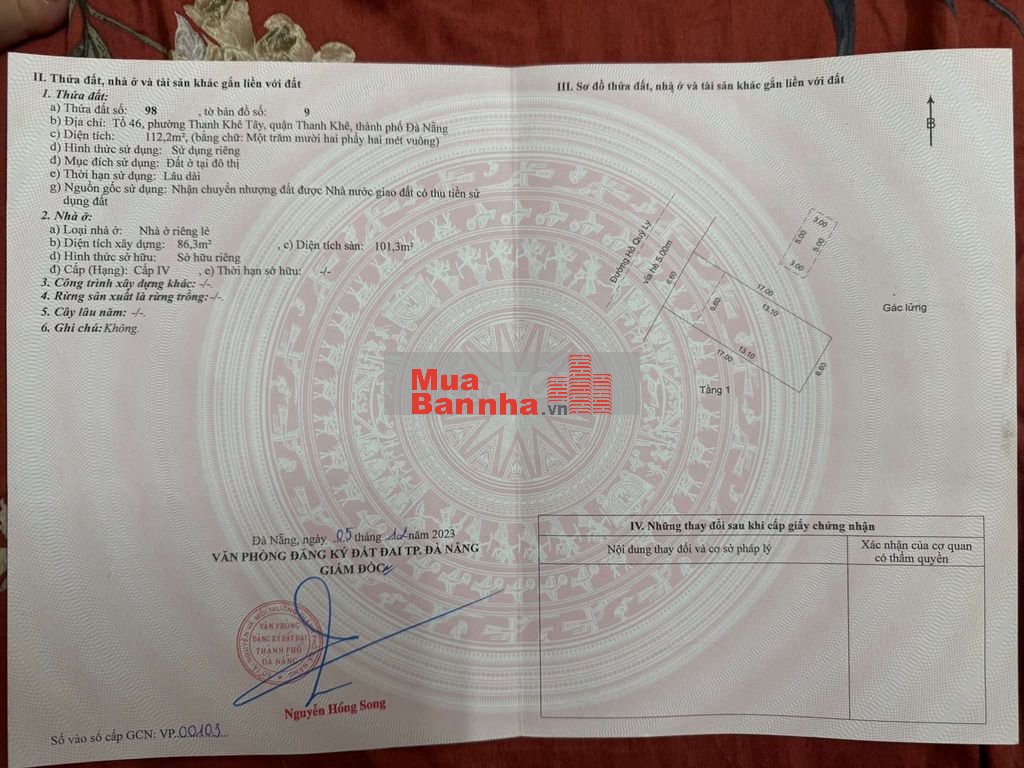 II. Thửa đất, nhà ở và tài sản khác gắn liền với đất
1. Thửa đất:
a) Thửa đất số: 98 , tờ bản đồ số: 9
b) Địa chỉ: Tổ 46, phường Thanh Khê Tây, quận Thanh Khê, thành phố Đà Nẵng
c) Diện tích: 112,2m², (bằng chữ: Một trăm mười hai phẩy hai mét vuông)
d) Hình thức sử dụng: Sử dụng riêng
đ) Mục đích sử dụng: Đất ở tại đô thị
e) Thời hạn sử dụng: Lâu dài
g) Nguồn gốc sử dụng: Nhận chuyển nhượng đất được Nhà nước giao đất có thu tiền sử
dụng đất
2. Nhà ở:
a) Loại nhà ở: Nhà ở riêng lẻ
b) Diện tích xây dựng: 86,3m² , c) Diện tích sàn: 101,3m²
d) Hình thức sở hữu: Sở hữu riêng
đ) Cấp (Hạng): Cấp IV , e) Thời hạn sở hữu: -/-
3. Công trình xây dựng khác: -/-.
4. Rừng sản xuất là rừng trồng:-/-.
5. Cây lâu năm: -/-.
6. Ghi chú: Không.
Đà Nẵng, ngày 05 tháng 12 năm 2023
VĂN PHÒNG ĐĂNG KÝ ĐẤT ĐAI TP. ĐÀ NẴNG
GIÁM ĐỐC
VĂN PHÒNG
ĐĂNG KÝ ĐẤT ĐAI
THÀNH PHỐ
ĐÀ NẴNG
Nguyễn Hồng Song
Số vào sổ cấp GCN: VP.00103
III. Sơ đồ thửa đất, nhà ở và tài sản khác gắn liền với đất
B
Đường Hồ Quý Ly
vỉa hè 5.00m
6.60
6.60
17.00
13.10
13.10
17.00
6.60
3.00
5.00
5.00
3.00
Gác lửng
Tầng 1
Mua
Bannha.vn
IV. Những thay đổi sau khi cấp giấy chứng nhận
Nội dung thay đổi và cơ sở pháp lý
Xác nhận của cơ quan
có thẩm quyền